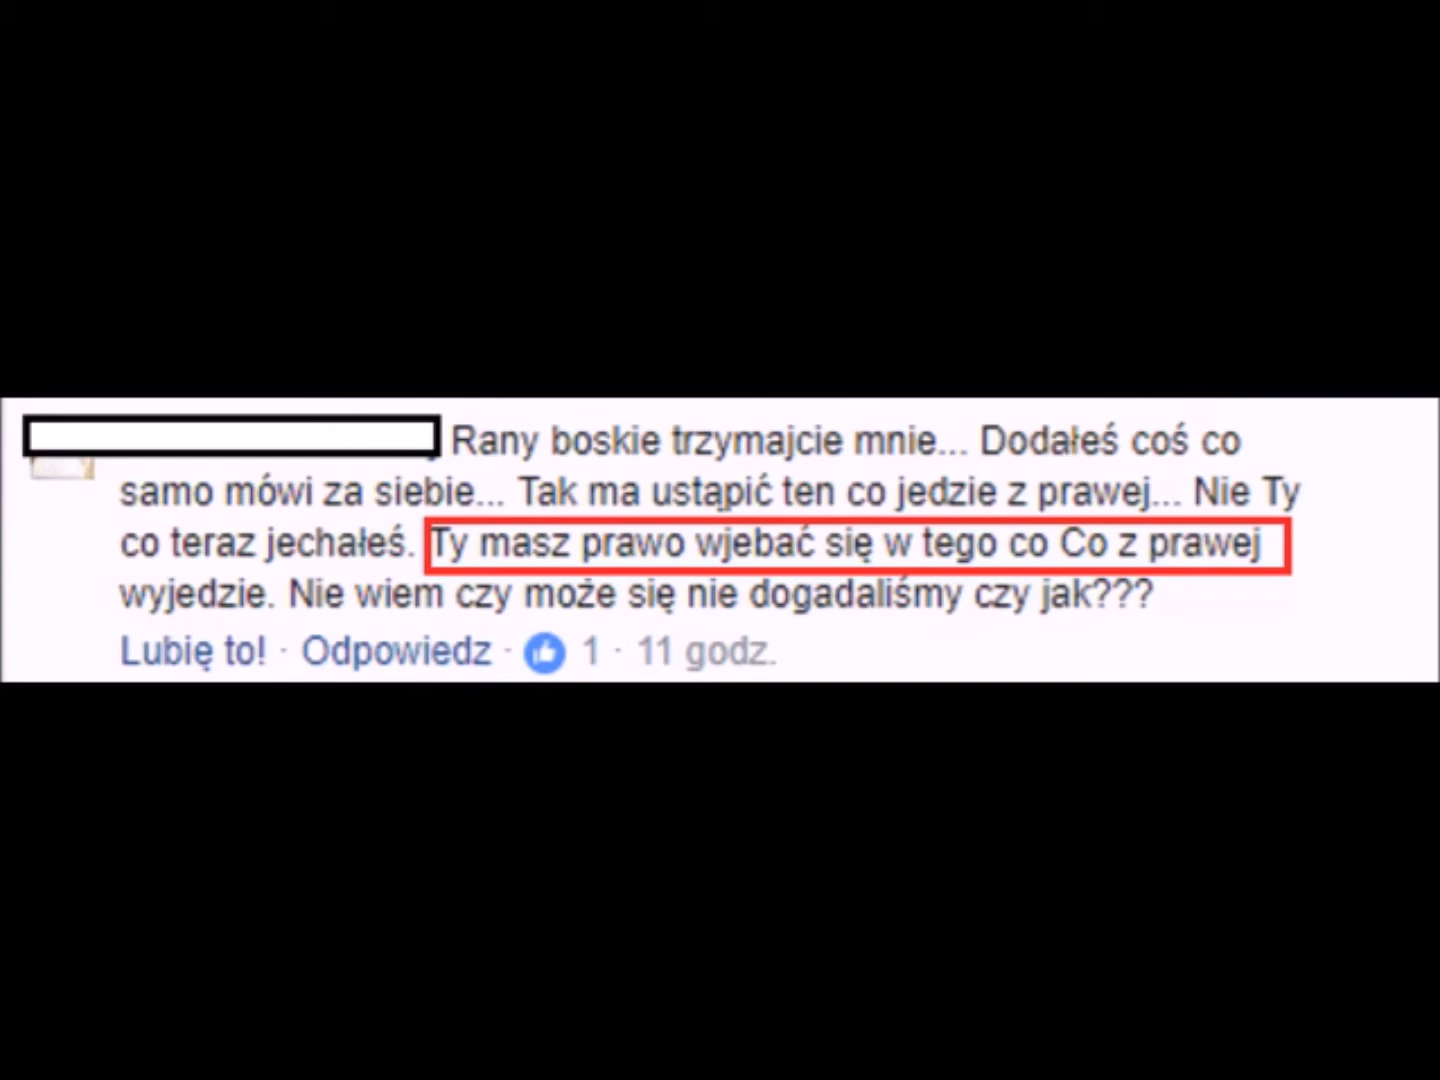 Rany boskie trzymajcie mnie... Dodałeś coś co
samo mówi za siebie... Tak ma ustąpić ten co jedzie z prawej... Nie Ty
co teraz jechałeś. Ty masz prawo wjebać się w tego co Co z prawej
wyjedzie. Nie wiem czy może się nie dogadaliśmy czy jak???
Lubię to! · Odpowiedz · 1 · 11 godz.